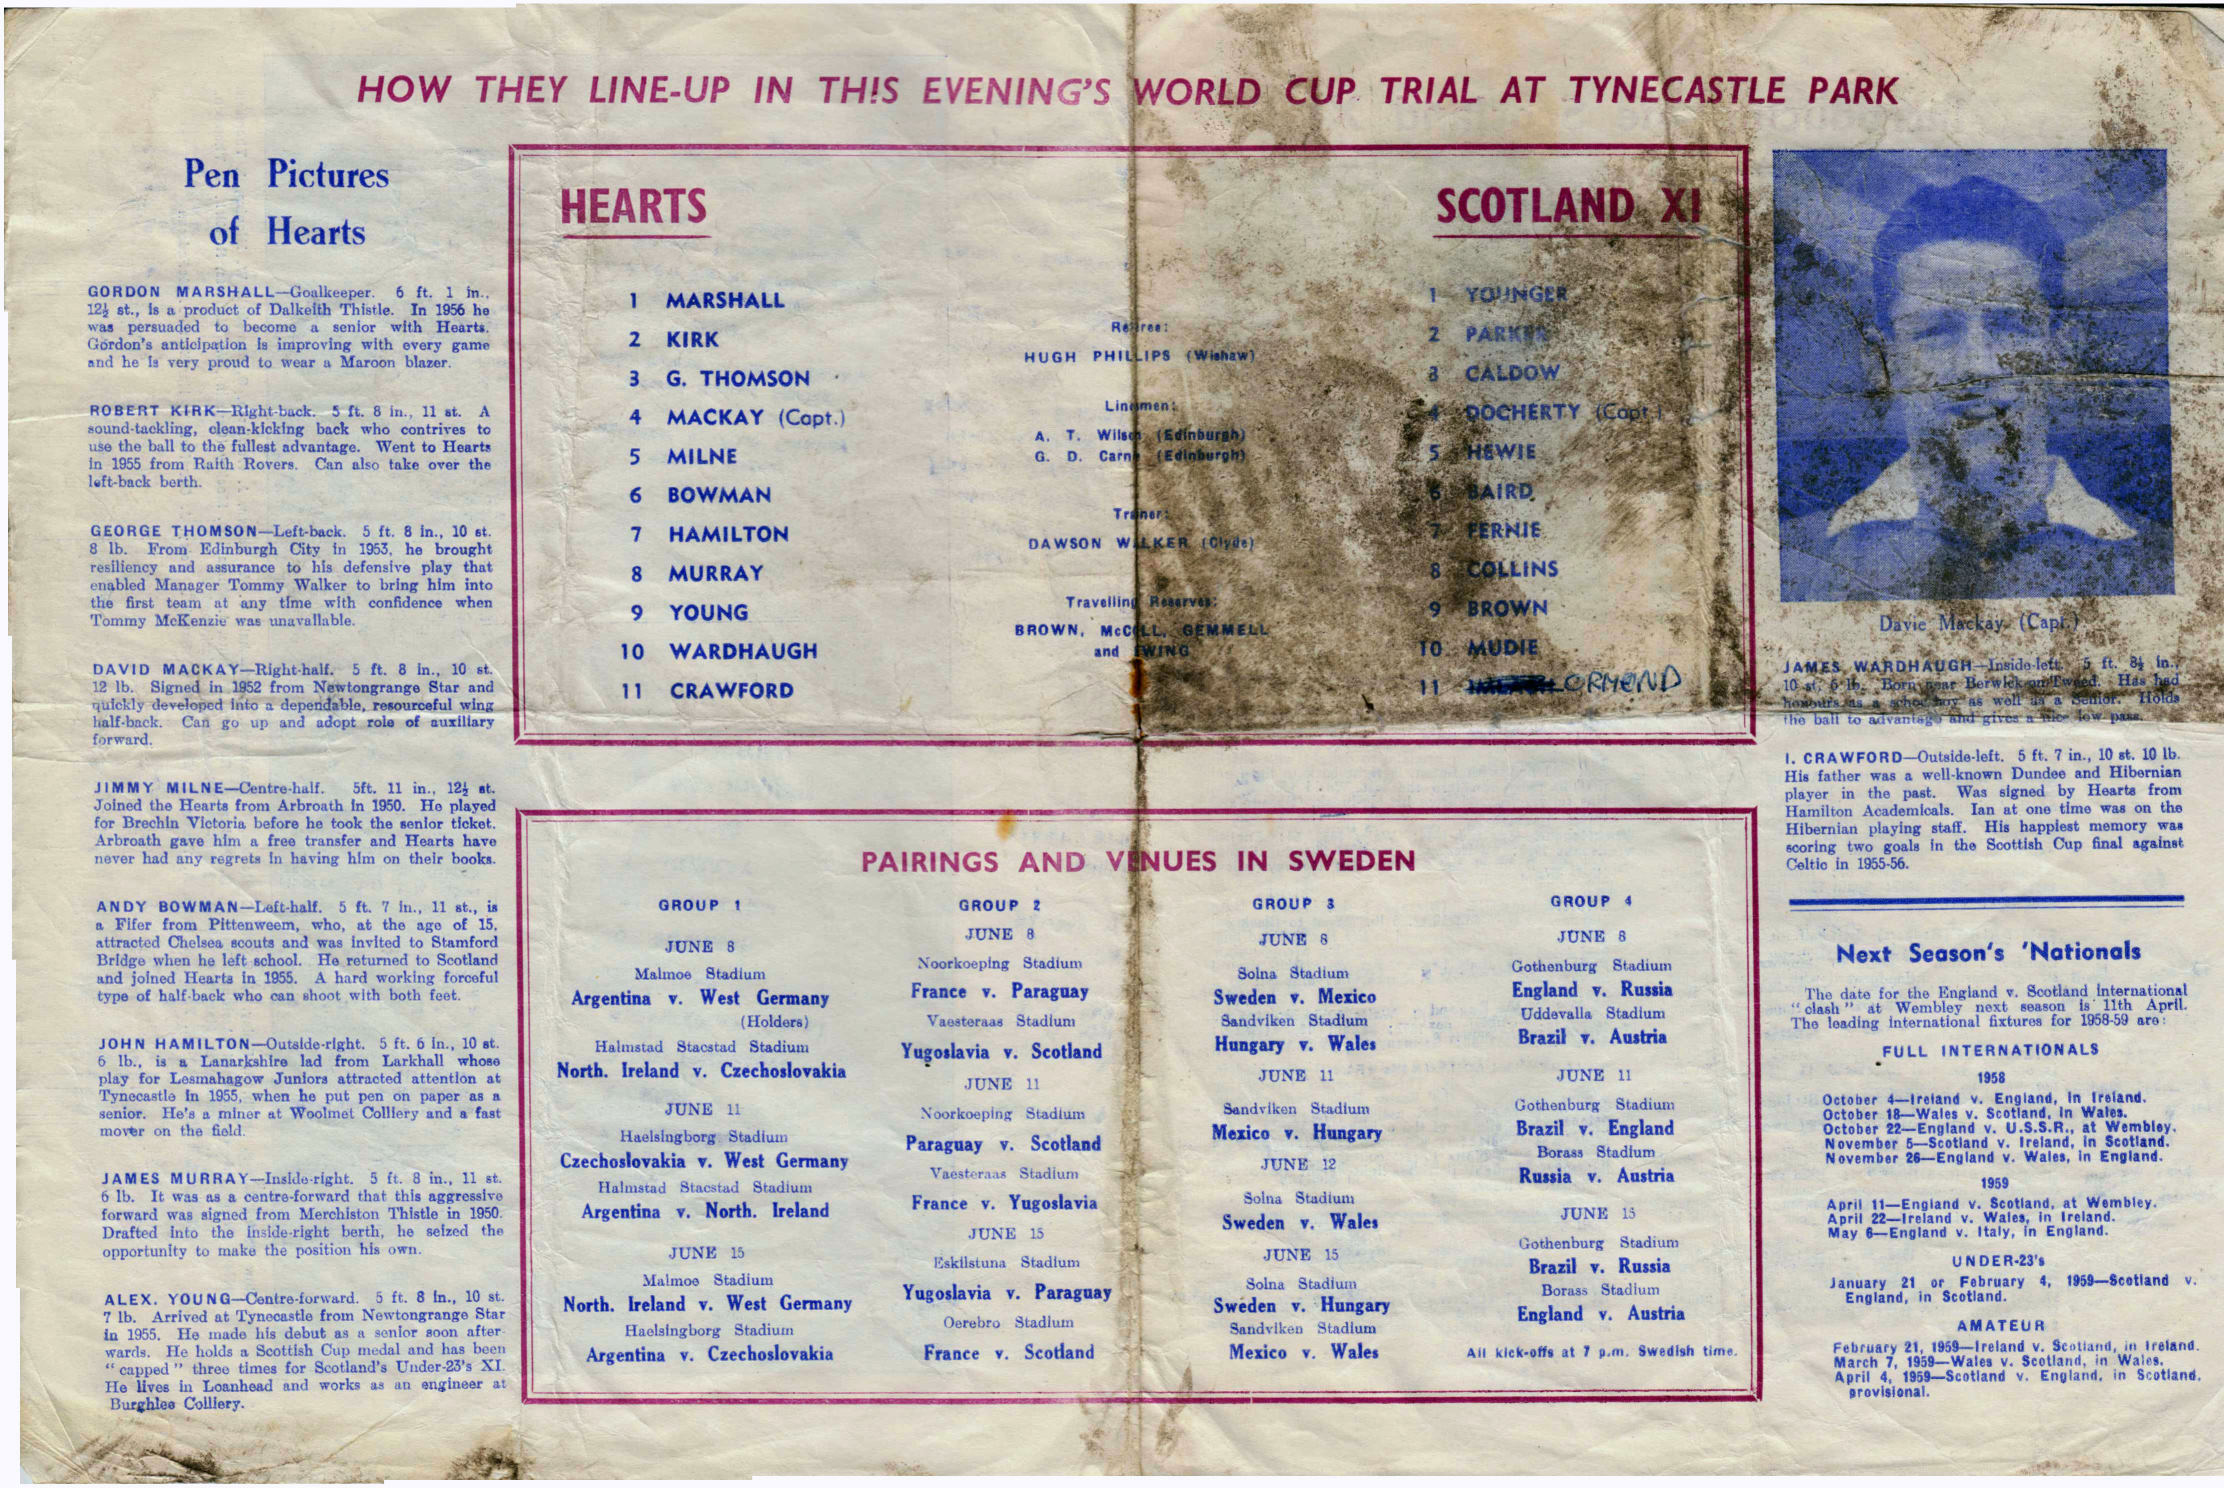 HOW THEY LINE-UP IN TH!S EVENING'S WORLD CUP TRIAL AT TYNECASTLE PARK
Pen Pictures
of Hearts
GORDON MARSHALL—Goalkeeper. 6 ft. 1 in.,
12½ st., is a product of Dalkeith Thistle. In 1956 he
was persuaded to become a senior with Hearts.
Gordon's anticipation is improving with every game
and he is very proud to wear a Maroon blazer.
ROBERT KIRK—Right-back. 5 ft. 8 in., 11 st. A
sound-tackling, clean-kicking back who contrives to
use the ball to the fullest advantage. Went to Hearts
in 1955 from Raith Rovers. Can also take over the
left-back berth.
GEORGE THOMSON—Left-back. 5 ft. 8 in., 10 st.
8 lb. From Edinburgh City in 1953, he brought
resiliency and assurance to his defensive play that
enabled Manager Tommy Walker to bring him into
the first team at any time with confidence when
Tommy McKenzie was unavailable.
DAVID MACKAY—Right-half. 5 ft. 8 in., 10 st.
12 lb. Signed in 1952 from Newtongrange Star and
quickly developed into a dependable, resourceful wing
half-back. Can go up and adopt role of auxiliary
forward.
JIMMY MILNE—Centre-half. 5ft. 11 in., 12½ st.
Joined the Hearts from Arbroath in 1950. He played
for Brechin Victoria before he took the senior ticket.
Arbroath gave him a free transfer and Hearts have
never had any regrets in having him on their books.
ANDY BOWMAN—Left-half. 5 ft. 7 in., 11 st., is
a Fifer from Pittenweem, who, at the age of 15,
attracted Chelsea scouts and was invited to Stamford
Bridge when he left school. He returned to Scotland
and joined Hearts in 1955. A hard working forceful
type of half-back who can shoot with both feet.
JOHN HAMILTON—Outside-right. 5 ft. 6 in., 10 st.
6 lb., is a Lanarkshire lad from Larkhall whose
play for Lesmahagow Juniors attracted attention at
Tynecastle in 1955, when he put pen on paper as a
senior. He's a miner at Woolmet Colliery and a fast
mover on the field.
JAMES MURRAY—Inside-right. 5 ft. 8 in., 11 st.
6 lb. It was as a centre-forward that this aggressive
forward was signed from Merchiston Thistle in 1950.
Drafted into the inside-right berth, he seized the
opportunity to make the position his own.
ALEX. YOUNG—Centre-forward. 5 ft. 8 in., 10 st.
7 lb. Arrived at Tynecastle from Newtongrange Star
in 1955. He made his debut as a senior soon after-
wards. He holds a Scottish Cup medal and has been
"capped" three times for Scotland's Under-23's XI.
He lives in Loanhead and works as an engineer at
Burghlee Colliery.
HEARTS
1 MARSHALL
2 KIRK
3 G. THOMSON
4 MACKAY (Capt.)
5 MILNE
6 BOWMAN
7 HAMILTON
8 MURRAY
9 YOUNG
10 WARDHAUGH
11 CRAWFORD
Referee:
HUGH PHILLIPS (Wishaw)
Linesmen:
A. T. Wilson (Edinburgh)
G. D. Carn (Edinburgh)
Trainer:
DAWSON WALKER (Clyde)
Travelling Reserves:
BROWN, McCOLL, GEMMELL
and EWING
SCOTLAND XI
1 YOUNGER
2 PARKER
3 CALDOW
4 DOCHERTY (Capt.)
5 HEWIE
6 BAIRD
7 FERNIE
8 COLLINS
9 BROWN
10 MUDIE
11 ORMOND
PAIRINGS AND VENUES IN SWEDEN
GROUP 1
JUNE 8
Malmoe Stadium
Argentina v. West Germany
(Holders)
Halmstad Stacstad Stadium
North. Ireland v. Czechoslovakia
JUNE 11
Haelsingborg Stadium
Czechoslovakia v. West Germany
Halmstad Stacstad Stadium
Argentina v. North. Ireland
JUNE 15
Malmoe Stadium
North. Ireland v. West Germany
Haelsingborg Stadium
Argentina v. Czechoslovakia
GROUP 2
JUNE 8
Noorkoeping Stadium
France v. Paraguay
Vaesteraas Stadium
Yugoslavia v. Scotland
JUNE 11
Noorkoeping Stadium
Paraguay v. Scotland
Vaesteraas Stadium
France v. Yugoslavia
JUNE 15
Eskilstuna Stadium
Yugoslavia v. Paraguay
Oerebro Stadium
France v. Scotland
GROUP 3
JUNE 8
Solna Stadium
Sweden v. Mexico
Sandviken Stadium
Hungary v. Wales
JUNE 11
Sandviken Stadium
Mexico v. Hungary
JUNE 12
Solna Stadium
Sweden v. Wales
JUNE 15
Solna Stadium
Sweden v. Hungary
Sandviken Stadium
Mexico v. Wales
GROUP 4
JUNE 8
Gothenburg Stadium
England v. Russia
Uddevalla Stadium
Brazil v. Austria
JUNE 11
Gothenburg Stadium
Brazil v. England
Borass Stadium
Russia v. Austria
JUNE 15
Gothenburg Stadium
Brazil v. Russia
Borass Stadium
England v. Austria
All kick-offs at 7 p.m. Swedish time.
Davie Mackay (Capt.)
JAMES WARDHAUGH—Inside-left. 5 ft. 8½ in.,
10 st. 6 lb. Born near Berwick-on-Tweed. Has had
honours as a schoolboy as well as a Senior. Holds
the ball to advantage and gives a nice low pass.
I. CRAWFORD—Outside-left. 5 ft. 7 in., 10 st. 10 lb.
His father was a well-known Dundee and Hibernian
player in the past. Was signed by Hearts from
Hamilton Academicals. Ian at one time was on the
Hibernian playing staff. His happiest memory was
scoring two goals in the Scottish Cup final against
Celtic in 1955-56.
Next Season's 'Nationals
The date for the England v. Scotland International
"clash" at Wembley next season is 11th April.
The leading international fixtures for 1958-59 are:
FULL INTERNATIONALS
1958
October 4—Ireland v. England, in Ireland.
October 18—Wales v. Scotland, in Wales.
October 22—England v. U.S.S.R., at Wembley.
November 5—Scotland v. Ireland, in Scotland.
November 26—England v. Wales, in England.
1959
April 11—England v. Scotland, at Wembley.
April 22—Ireland v. Wales, in Ireland.
May 6—England v. Italy, in England.
UNDER-23's
January 21 or February 4, 1959—Scotland v.
England, in Scotland.
AMATEUR
February 21, 1959—Ireland v. Scotland, in Ireland.
March 7, 1959—Wales v. Scotland, in Wales.
April 4, 1959—Scotland v. England, in Scotland,
provisional.